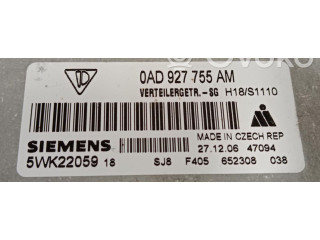 OVOKO
0AD 927 755 AM
VERTEILERGETR.-SG H18/S1110
SIEMENS
MADE IN CZECH REP
5WK22059 18
27.12.06 47094
SJ8 F405 652308 038